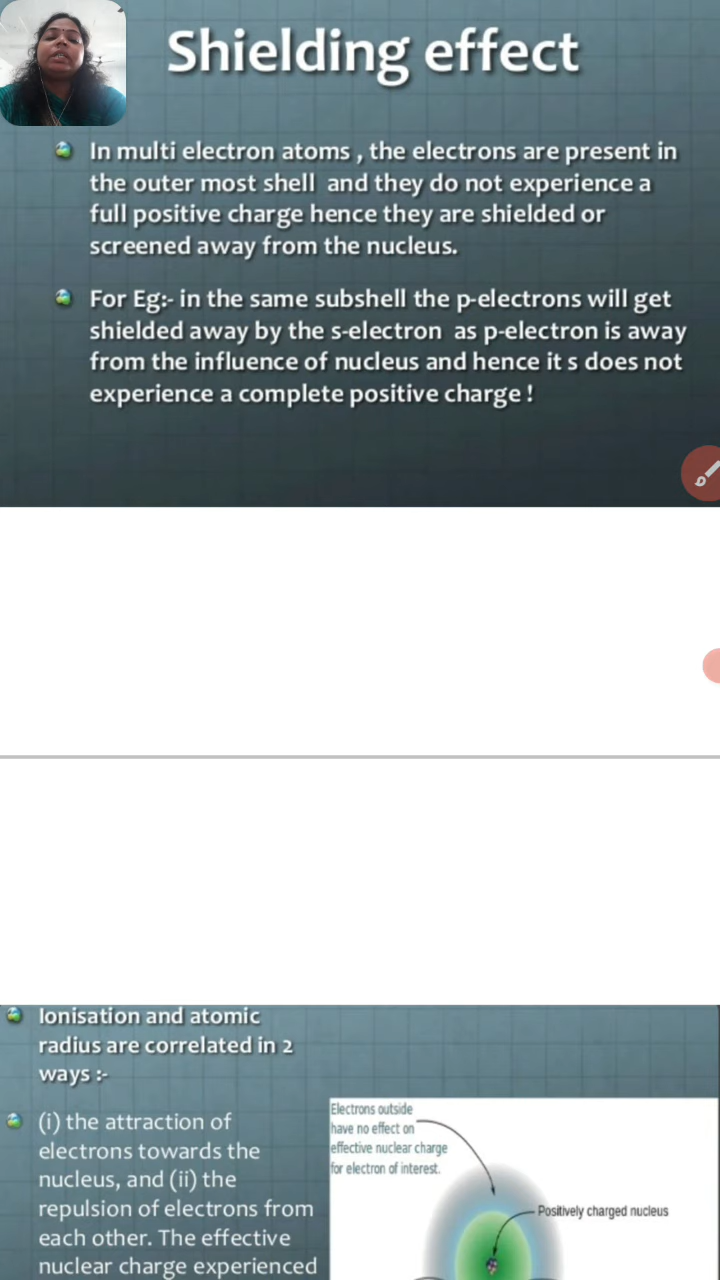 Shielding effect
In multi electron atoms , the electrons are present in
the outer most shell and they do not experience a
full positive charge hence they are shielded or
screened away from the nucleus.
For Eg:- in the same subshell the p-electrons will get
shielded away by the s-electron as p-electron is away
from the influence of nucleus and hence it s does not
experience a complete positive charge !
Ionisation and atomic
radius are correlated in 2
ways :-
(i) the attraction of
electrons towards the
nucleus, and (ii) the
repulsion of electrons from
each other. The effective
nuclear charge experienced
Electrons outside
have no effect on
effective nuclear charge
for electron of interest.
Positively charged nucleus